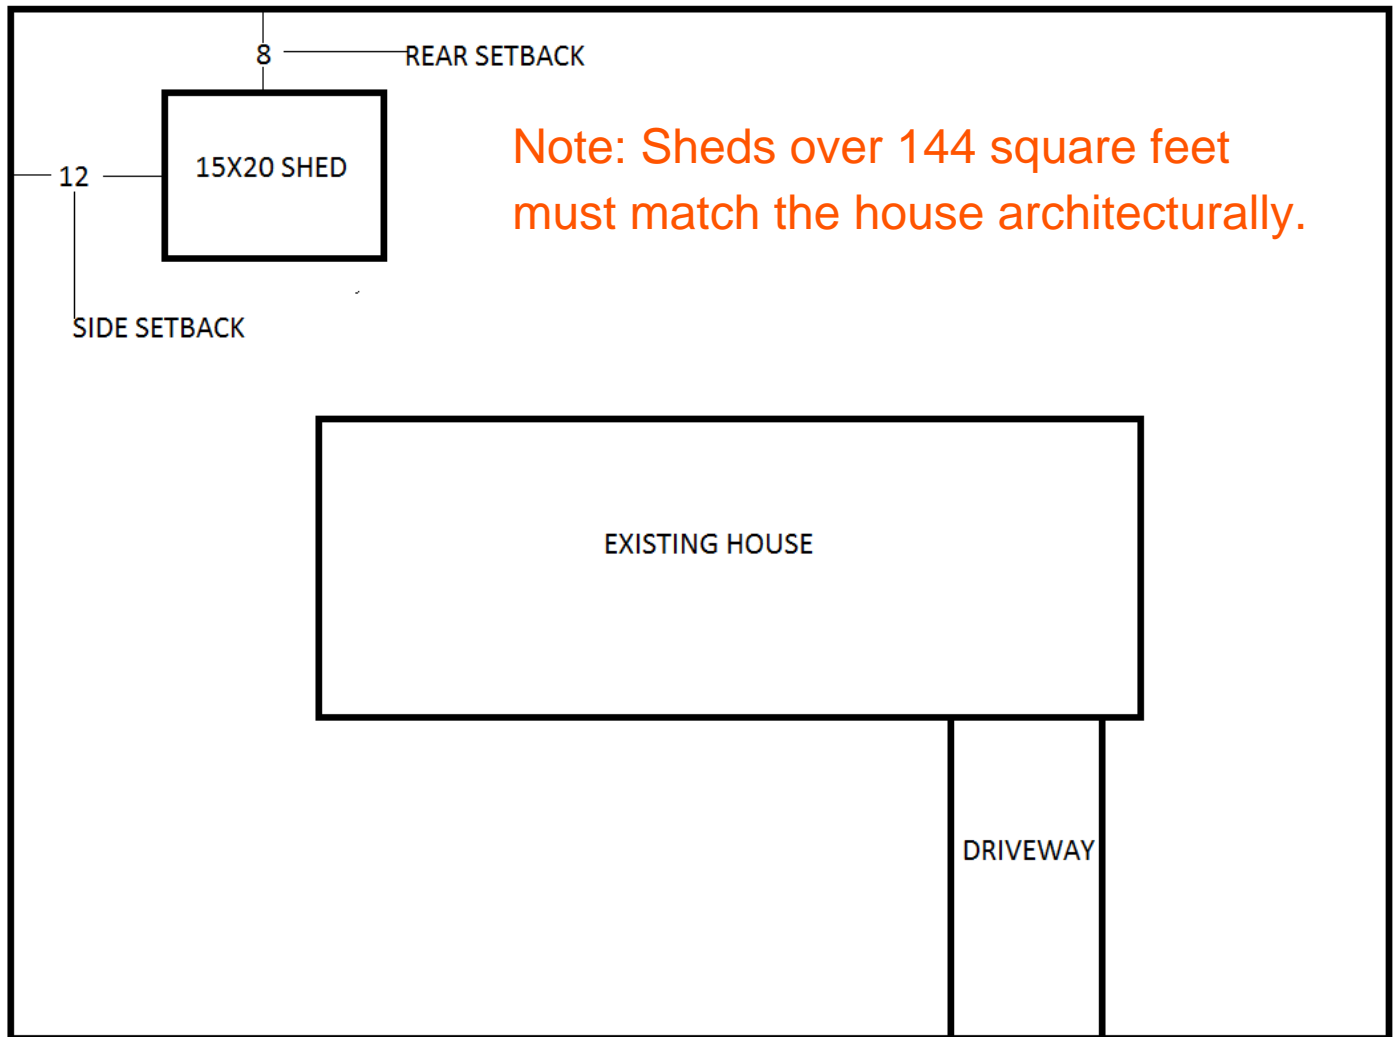 8
REAR SETBACK
Note: Sheds over 144 square feet
must match the house architecturally.
15X20 SHED
12
SIDE SETBACK
EXISTING HOUSE
DRIVEWAY